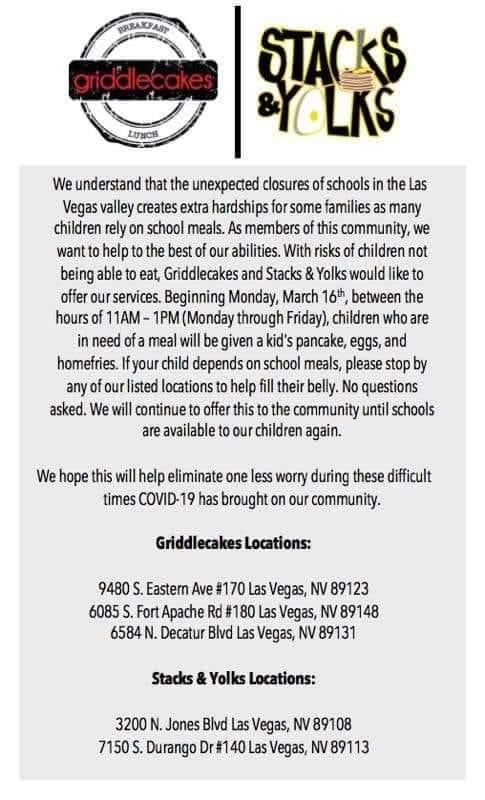 BREAKFAST
griddlecakes
LUNCH
STACKS
& YOLKS
We understand that the unexpected closures of schools in the Las
Vegas valley creates extra hardships for some families as many
children rely on school meals. As members of this community, we
want to help to the best of our abilities. With risks of children not
being able to eat, Griddlecakes and Stacks & Yolks would like to
offer our services. Beginning Monday, March 16th, between the
hours of 11AM – 1PM (Monday through Friday), children who are
in need of a meal will be given a kid's pancake, eggs, and
homefries. If your child depends on school meals, please stop by
any of our listed locations to help fill their belly. No questions
asked. We will continue to offer this to the community until schools
are available to our children again.
We hope this will help eliminate one less worry during these difficult
times COVID-19 has brought on our community.
Griddlecakes Locations:
9480 S. Eastern Ave #170 Las Vegas, NV 89123
6085 S. Fort Apache Rd #180 Las Vegas, NV 89148
6584 N. Decatur Blvd Las Vegas, NV 89131
Stacks & Yolks Locations:
3200 N. Jones Blvd Las Vegas, NV 89108
7150 S. Durango Dr #140 Las Vegas, NV 89113